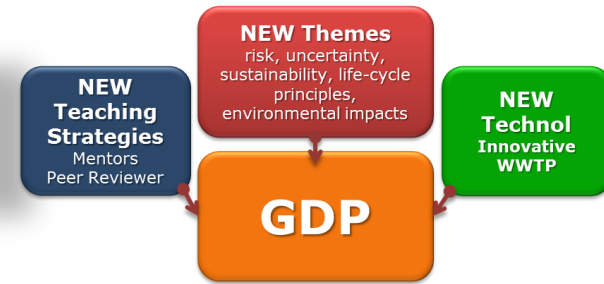 NEW Themes
risk, uncertainty,
sustainability, life-cycle
principles,
environmental impacts
NEW
Teaching
Strategies
Mentors
Peer Reviewer
NEW
Technol
Innovative
WWTP
GDP